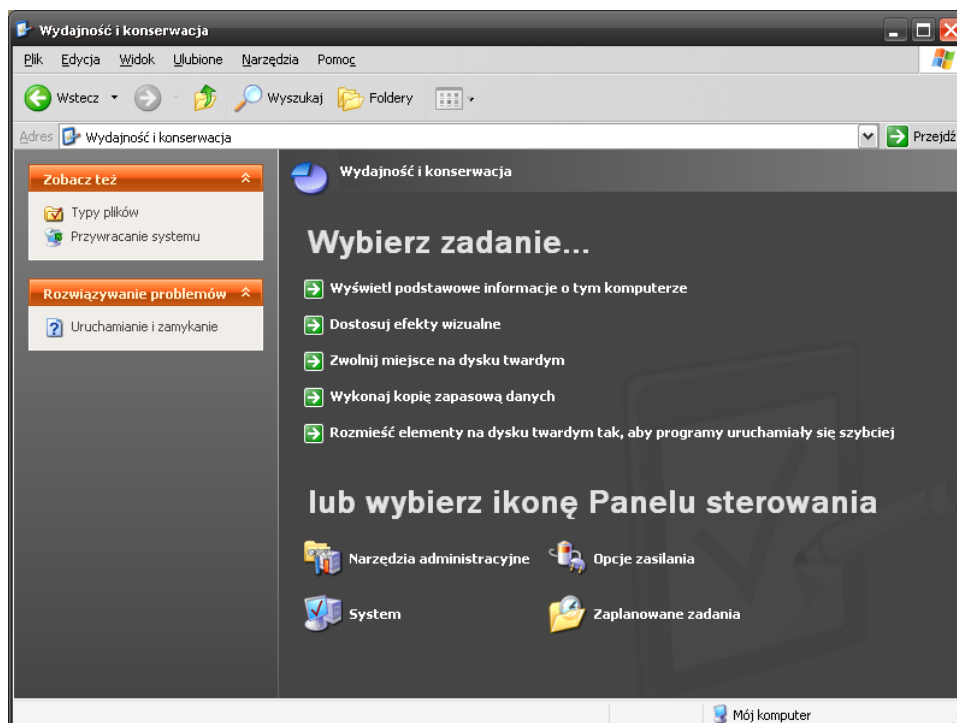 Wydajność i konserwacja
Plik Edycja Widok Ulubione Narzędzia Pomoc
Wstecz Wyszukaj Foldery
Adres Wydajność i konserwacja Przejdź
Zobacz też
Typy plików
Przywracanie systemu
Rozwiązywanie problemów
Uruchamianie i zamykanie
Wydajność i konserwacja
Wybierz zadanie...
Wyświetl podstawowe informacje o tym komputerze
Dostosuj efekty wizualne
Zwolnij miejsce na dysku twardym
Wykonaj kopię zapasową danych
Rozmieść elementy na dysku twardym tak, aby programy uruchamiały się szybciej
lub wybierz ikonę Panelu sterowania
Narzędzia administracyjne Opcje zasilania
System Zaplanowane zadania
Mój komputer